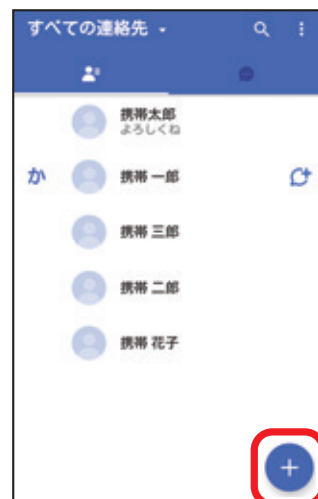 すべての連絡先
携帯太郎
よろしくね
か
携帯 一郎
携帯 三郎
携帯 二郎
携帯 花子